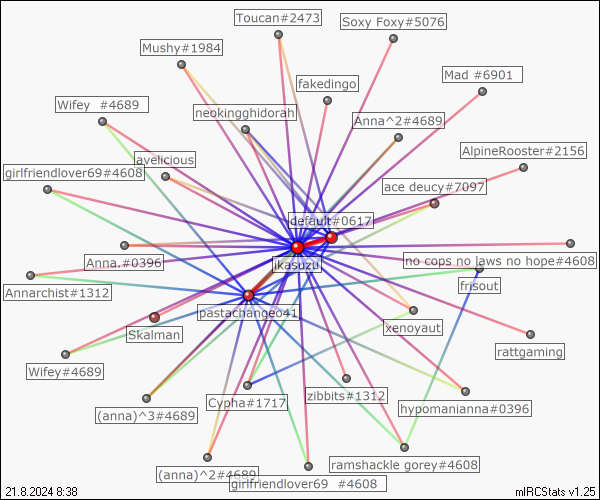 Toucan#2473
Soxy Foxy#5076
Mushy#1984
Mad  #6901
fakedingo
Wifey  #4689
neokingghidorah
Anna^2#4689
avelicious
AlpineRooster#2156
girlfriendlover69#4608
ace deucy#7097
default#0617
Anna.#0396
ikasuzu
no cops no laws no hope#4608
Annarchist#1312
frisout
pastachangeo41
Skalman
xenoyaut
rattgaming
Wifey#4689
Cypha#1717
zibbits#1312
hypomanianna#0396
(anna)^3#4689
ramshackle gorey#4608
(anna)^2#4689
girlfriendlover69  #4608
21.8.2024 8:38
mIRCStats v1.25